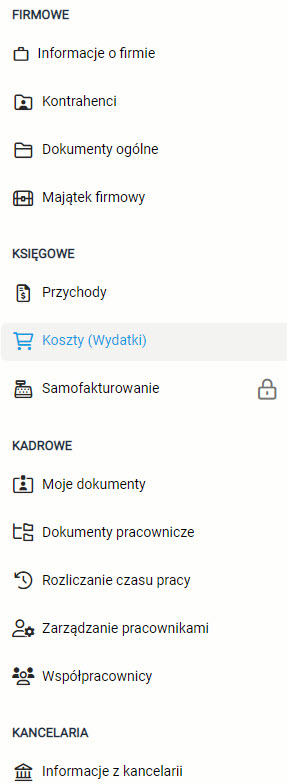 FIRMOWE
Informacje o firmie
Kontrahenci
Dokumenty ogólne
Majątek firmowy
KSIĘGOWE
Przychody
Koszty (Wydatki)
Samofakturowanie
KADROWE
Moje dokumenty
Dokumenty pracownicze
Rozliczanie czasu pracy
Zarządzanie pracownikami
Współpracownicy
KANCELARIA
Informacje z kancelarii